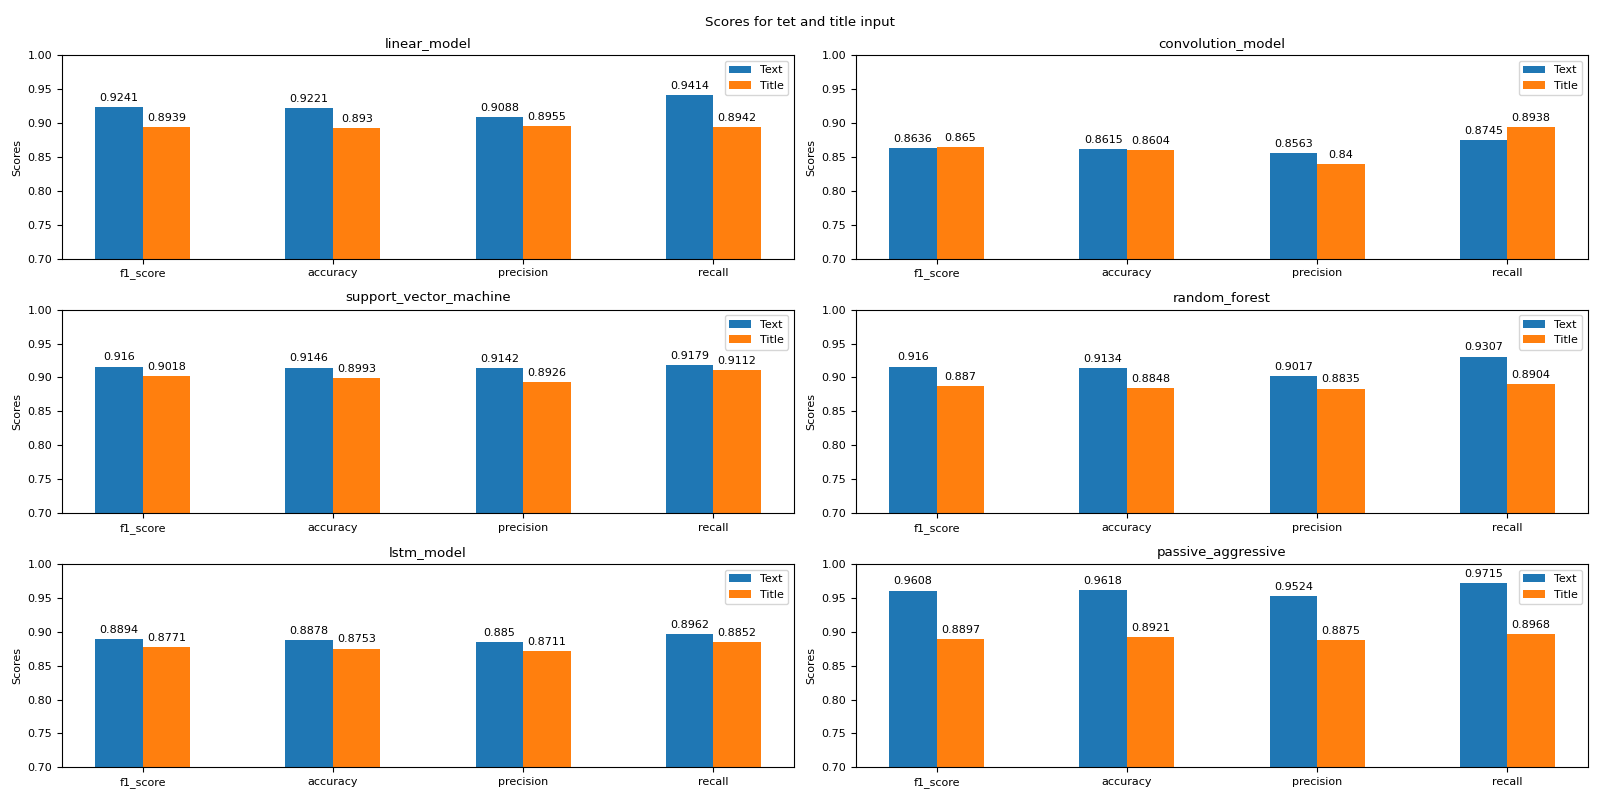 Scores for tet and title input
linear_model
1.00
0.95
0.90
0.85
0.80
0.75
0.70
Scores
0.9241
0.8939
0.9221
0.893
0.9088
0.8955
0.9414
0.8942
Text
Title
f1_score
accuracy
precision
recall
convolution_model
1.00
0.95
0.90
0.85
0.80
0.75
0.70
Scores
0.8636
0.865
0.8615
0.8604
0.8563
0.84
0.8745
0.8938
Text
Title
f1_score
accuracy
precision
recall
support_vector_machine
1.00
0.95
0.90
0.85
0.80
0.75
0.70
Scores
0.916
0.9018
0.9146
0.8993
0.9142
0.8926
0.9179
0.9112
Text
Title
f1_score
accuracy
precision
recall
random_forest
1.00
0.95
0.90
0.85
0.80
0.75
0.70
Scores
0.916
0.887
0.9134
0.8848
0.9017
0.8835
0.9307
0.8904
Text
Title
f1_score
accuracy
precision
recall
lstm_model
1.00
0.95
0.90
0.85
0.80
0.75
0.70
Scores
0.8894
0.8771
0.8878
0.8753
0.885
0.8711
0.8962
0.8852
Text
Title
f1_score
accuracy
precision
recall
passive_aggressive
1.00
0.95
0.90
0.85
0.80
0.75
0.70
Scores
0.9608
0.8897
0.9618
0.8921
0.9524
0.8875
0.9715
0.8968
Text
Title
f1_score
accuracy
precision
recall